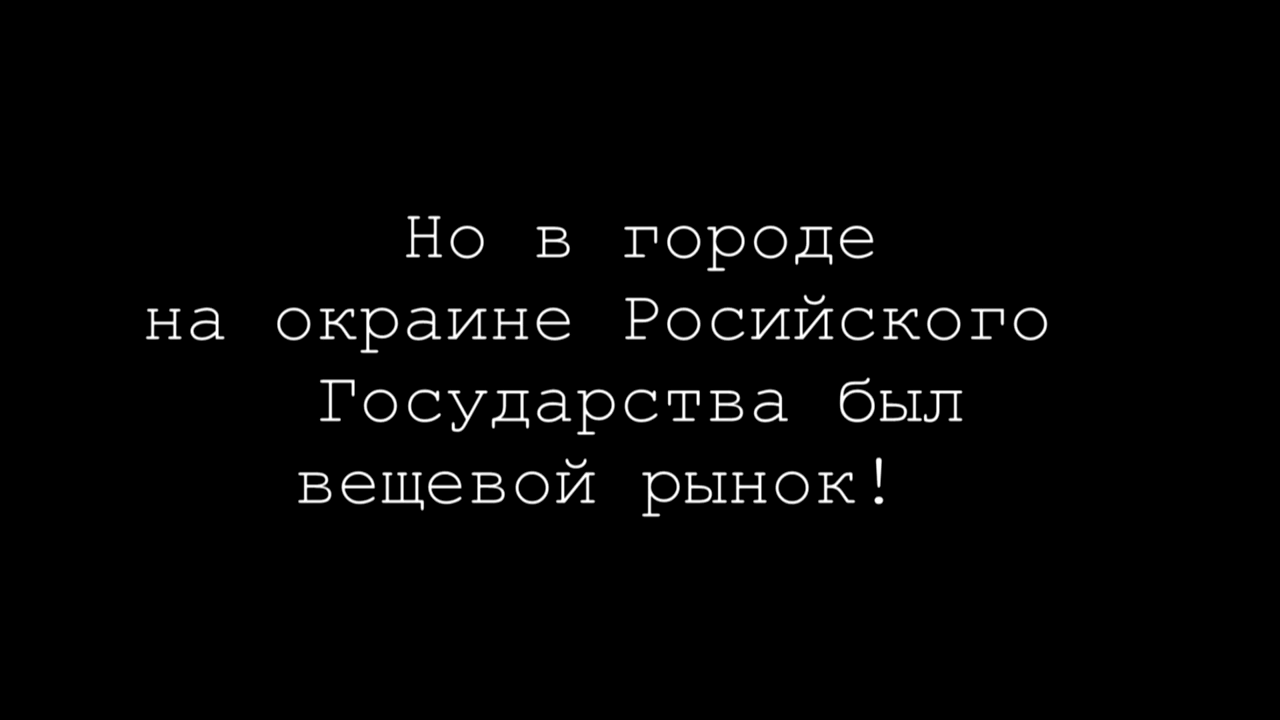 Но в городе
на окраине Росийского
Государства был
вещевой рынок!